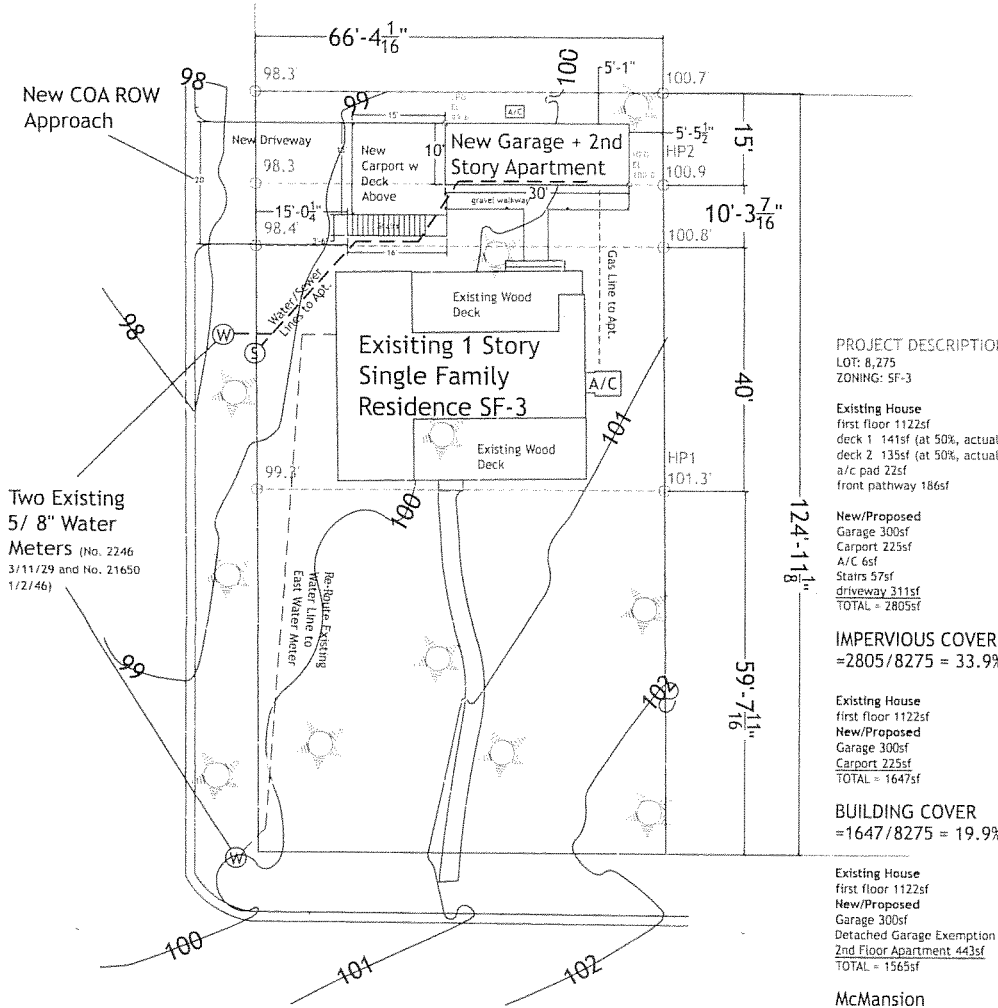 66'-4 1/16"
98
98.3'
99
100
5'-1"
100.7'
New COA ROW
Approach
15'
A/C
New Driveway
New
Carport w
Deck
Above
10'
New Garage + 2nd
Story Apartment
5'-5 1/2"
15'
HP2
100.9
20
98.3
30'
gravel walkway
15'-0 1/4"
10'-3 7/16"
98.4'
100.8'
16'
Water/Sewer
Lines to Apt.
Gas Line to Apt.
98
W
S
Existing Wood
Deck
Exisiting 1 Story
Single Family
Residence SF-3
A/C
101
40'
Existing Wood
Deck
99.3'
100
HP1
101.3'
124'-11 1/8"
Two Existing
5/ 8" Water
Meters (No. 2246
3/11/29 and No. 21650
1/2/46)
Re-Route Existing
Water Line to
East Water Meter
99
102
59'-7 11/16"
W
100
101
102
PROJECT DESCRIPTION
LOT: 8,275
ZONING: SF-3
Existing House
first floor 1122sf
deck 1 141sf (at 50%, actual
deck 2 135sf (at 50%, actual
a/c pad 22sf
front pathway 186sf
New/Proposed
Garage 300sf
Carport 225sf
A/C 6sf
Stairs 57sf
driveway 311sf
TOTAL = 2805sf
IMPERVIOUS COVER
=2805/8275 = 33.9%
Existing House
first floor 1122sf
New/Proposed
Garage 300sf
Carport 225sf
TOTAL = 1647sf
BUILDING COVER
=1647/8275 = 19.9%
Existing House
first floor 1122sf
New/Proposed
Garage 300sf
Detached Garage Exemption
2nd Floor Apartment 443sf
TOTAL = 1565sf
McMansion